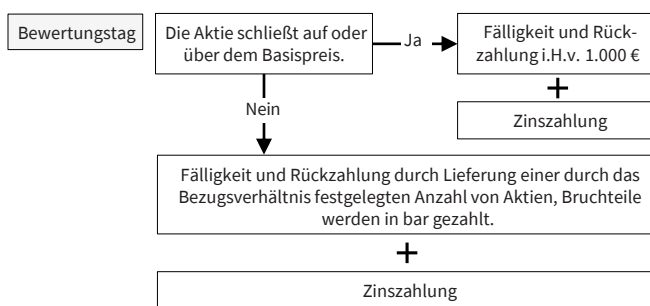 Bewertungstag
Die Aktie schließt auf oder
über dem Basispreis.
Ja
Fälligkeit und Rück-
zahlung i.H.v. 1.000 €
+
Zinszahlung
Nein
Fälligkeit und Rückzahlung durch Lieferung einer durch das
Bezugsverhältnis festgelegten Anzahl von Aktien, Bruchteile
werden in bar gezahlt.
+
Zinszahlung